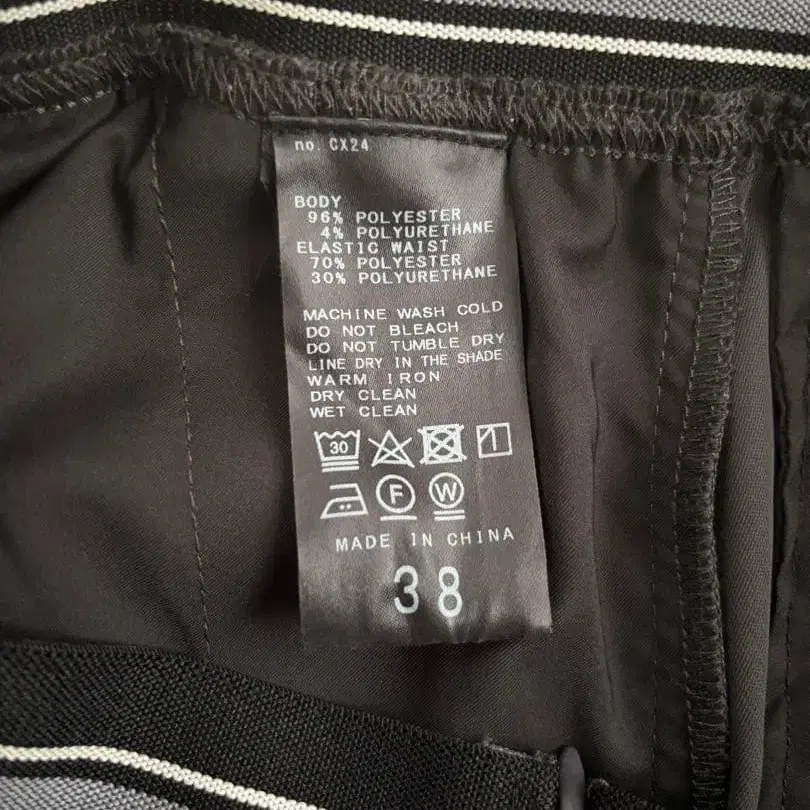 no. CX24
BODY
96% POLYESTER
4% POLYURETHANE
ELASTIC WAIST
70% POLYESTER
30% POLYURETHANE
MACHINE WASH COLD
DO NOT BLEACH
DO NOT TUMBLE DRY
LINE DRY IN THE SHADE
WARM IRON
DRY CLEAN
WET CLEAN
30
F W
MADE IN CHINA
38